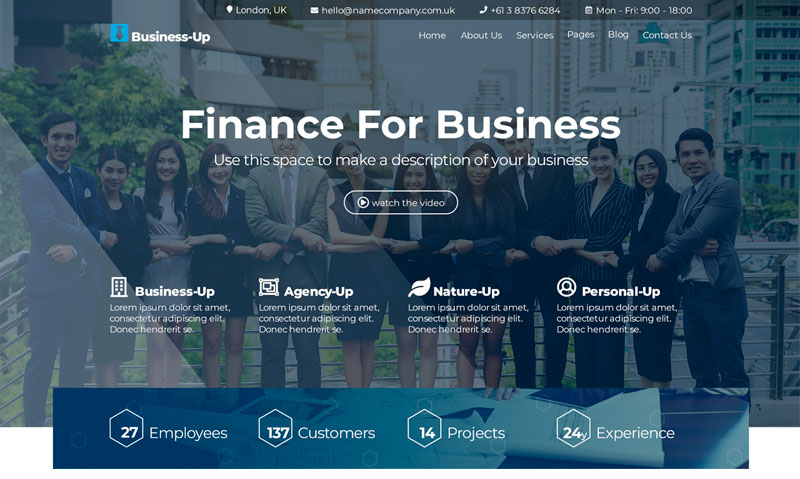 London, UK hello@namecompany.com.uk +61 3 8376 6284 Mon - Fri: 9:00 - 18:00
Business-Up Home About Us Services Pages Blog Contact Us
Finance For Business
Use this space to make a description of your business
watch the video
Business-Up
Lorem ipsum dolor sit amet,
consectetur adipiscing elit.
Donec hendrerit se.
Agency-Up
Lorem ipsum dolor sit amet,
consectetur adipiscing elit.
Donec hendrerit se.
Nature-Up
Lorem ipsum dolor sit amet,
consectetur adipiscing elit.
Donec hendrerit se.
Personal-Up
Lorem ipsum dolor sit amet,
consectetur adipiscing elit.
Donec hendrerit se.
27 Employees 137 Customers 14 Projects 24y Experience